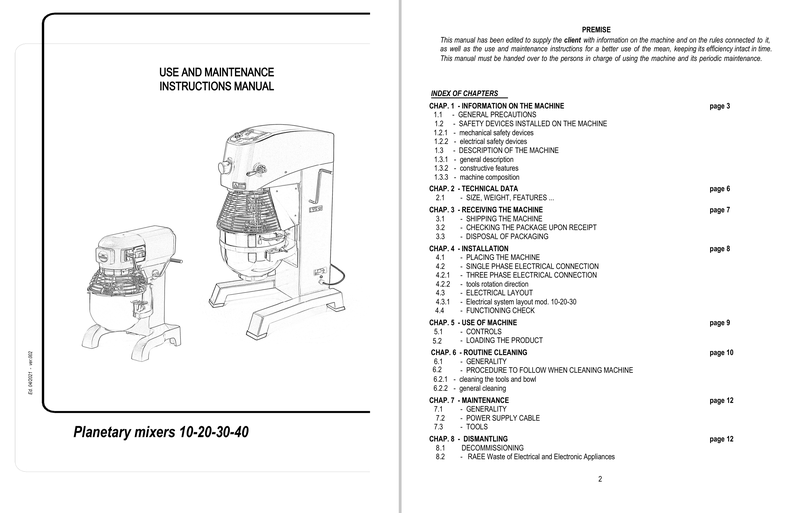 USE AND MAINTENANCE
INSTRUCTIONS MANUAL
Ed. 04/2021 - ver.002
Planetary mixers 10-20-30-40
PREMISE
This manual has been edited to supply the client with information on the machine and on the rules connected to it,
as well as the use and maintenance instructions for a better use of the mean, keeping its efficiency intact in time.
This manual must be handed over to the persons in charge of using the machine and its periodic maintenance.
INDEX OF CHAPTERS
CHAP. 1 - INFORMATION ON THE MACHINE page 3
1.1 - GENERAL PRECAUTIONS
1.2 - SAFETY DEVICES INSTALLED ON THE MACHINE
1.2.1 - mechanical safety devices
1.2.2 - electrical safety devices
1.3 - DESCRIPTION OF THE MACHINE
1.3.1 - general description
1.3.2 - constructive features
1.3.3 - machine composition
CHAP. 2 - TECHNICAL DATA page 6
2.1 - SIZE, WEIGHT, FEATURES ...
CHAP. 3 - RECEIVING THE MACHINE page 7
3.1 - SHIPPING THE MACHINE
3.2 - CHECKING THE PACKAGE UPON RECEIPT
3.3 - DISPOSAL OF PACKAGING
CHAP. 4 - INSTALLATION page 8
4.1 - PLACING THE MACHINE
4.2 - SINGLE PHASE ELECTRICAL CONNECTION
4.2.1 - THREE PHASE ELECTRICAL CONNECTION
4.2.2 - tools rotation direction
4.3 - ELECTRICAL LAYOUT
4.3.1 - Electrical system layout mod. 10-20-30
4.4 - FUNCTIONING CHECK
CHAP. 5 - USE OF MACHINE page 9
5.1 - CONTROLS
5.2 - LOADING THE PRODUCT
CHAP. 6 - ROUTINE CLEANING page 10
6.1 - GENERALITY
6.2 - PROCEDURE TO FOLLOW WHEN CLEANING MACHINE
6.2.1 - cleaning the tools and bowl
6.2.2 - general cleaning
CHAP. 7 - MAINTENANCE page 12
7.1 - GENERALITY
7.2 - POWER SUPPLY CABLE
7.3 - TOOLS
CHAP. 8 - DISMANTLING page 12
8.1 DECOMMISSIONING
8.2 - RAEE Waste of Electrical and Electronic Appliances
2